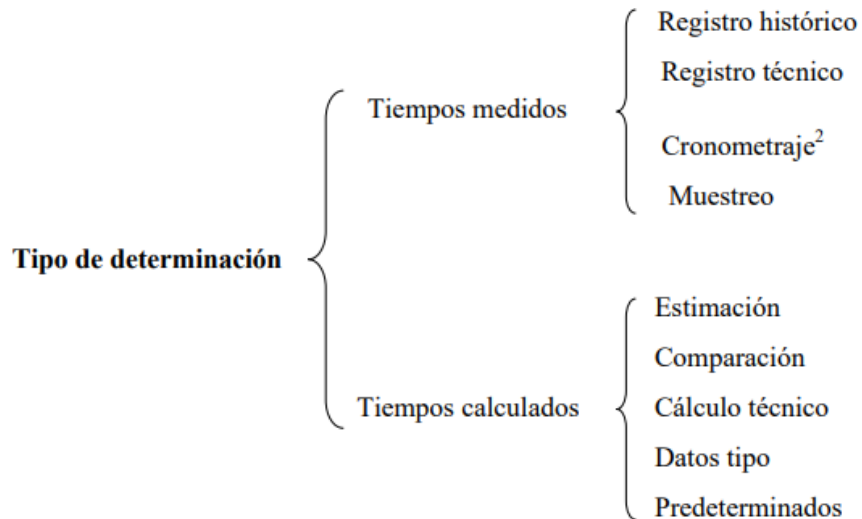 Tipo de determinación
Tiempos medidos
Registro histórico
Registro técnico
Cronometraje²
Muestreo
Tiempos calculados
Estimación
Comparación
Cálculo técnico
Datos tipo
Predeterminados